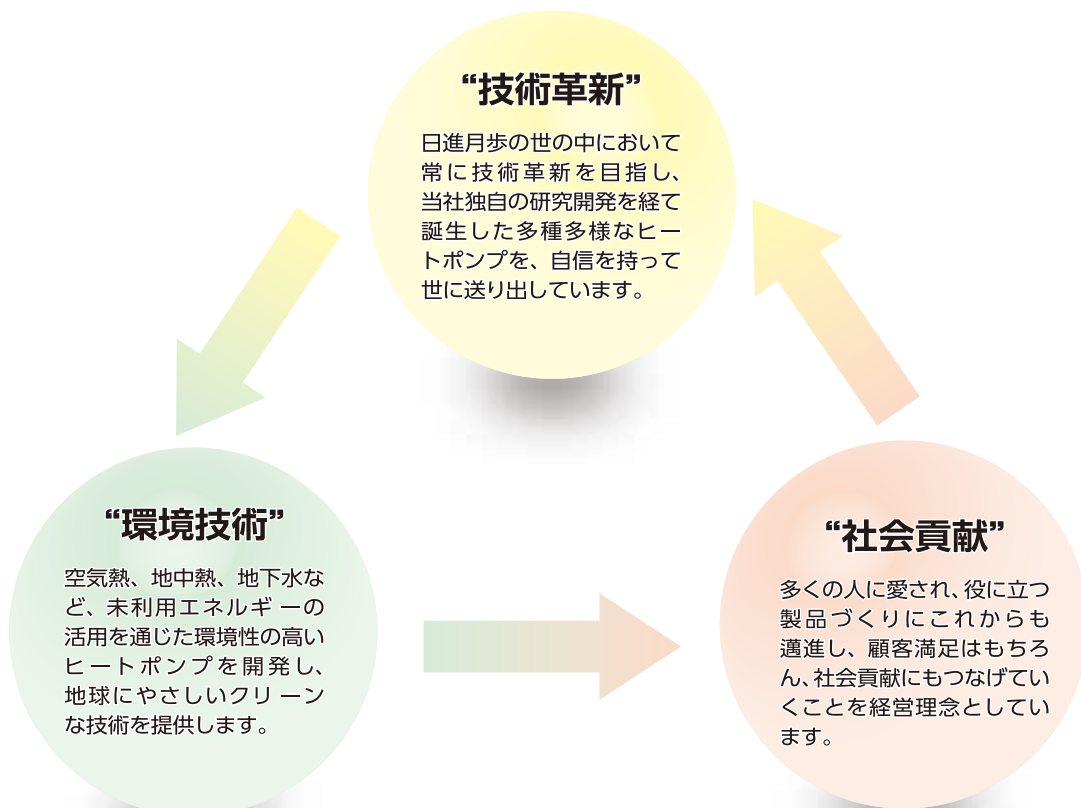 “技術革新”
日進月歩の世の中において
常に技術革新を目指し、
当社独自の研究開発を経て
誕生した多種多様なヒー
トポンプを、自信を持って
世に送り出しています。
“環境技術”
空気熱、地中熱、地下水な
ど、未利用エネルギーの
活用を通じた環境性の高い
ヒートポンプを開発し、
地球にやさしいクリーン
な技術を提供します。
“社会貢献”
多くの人に愛され、役に立つ
製品づくりにこれからも
邁進し、顧客満足はもちろ
ん、社会貢献にもつなげてい
くことを経営理念としてい
ます。